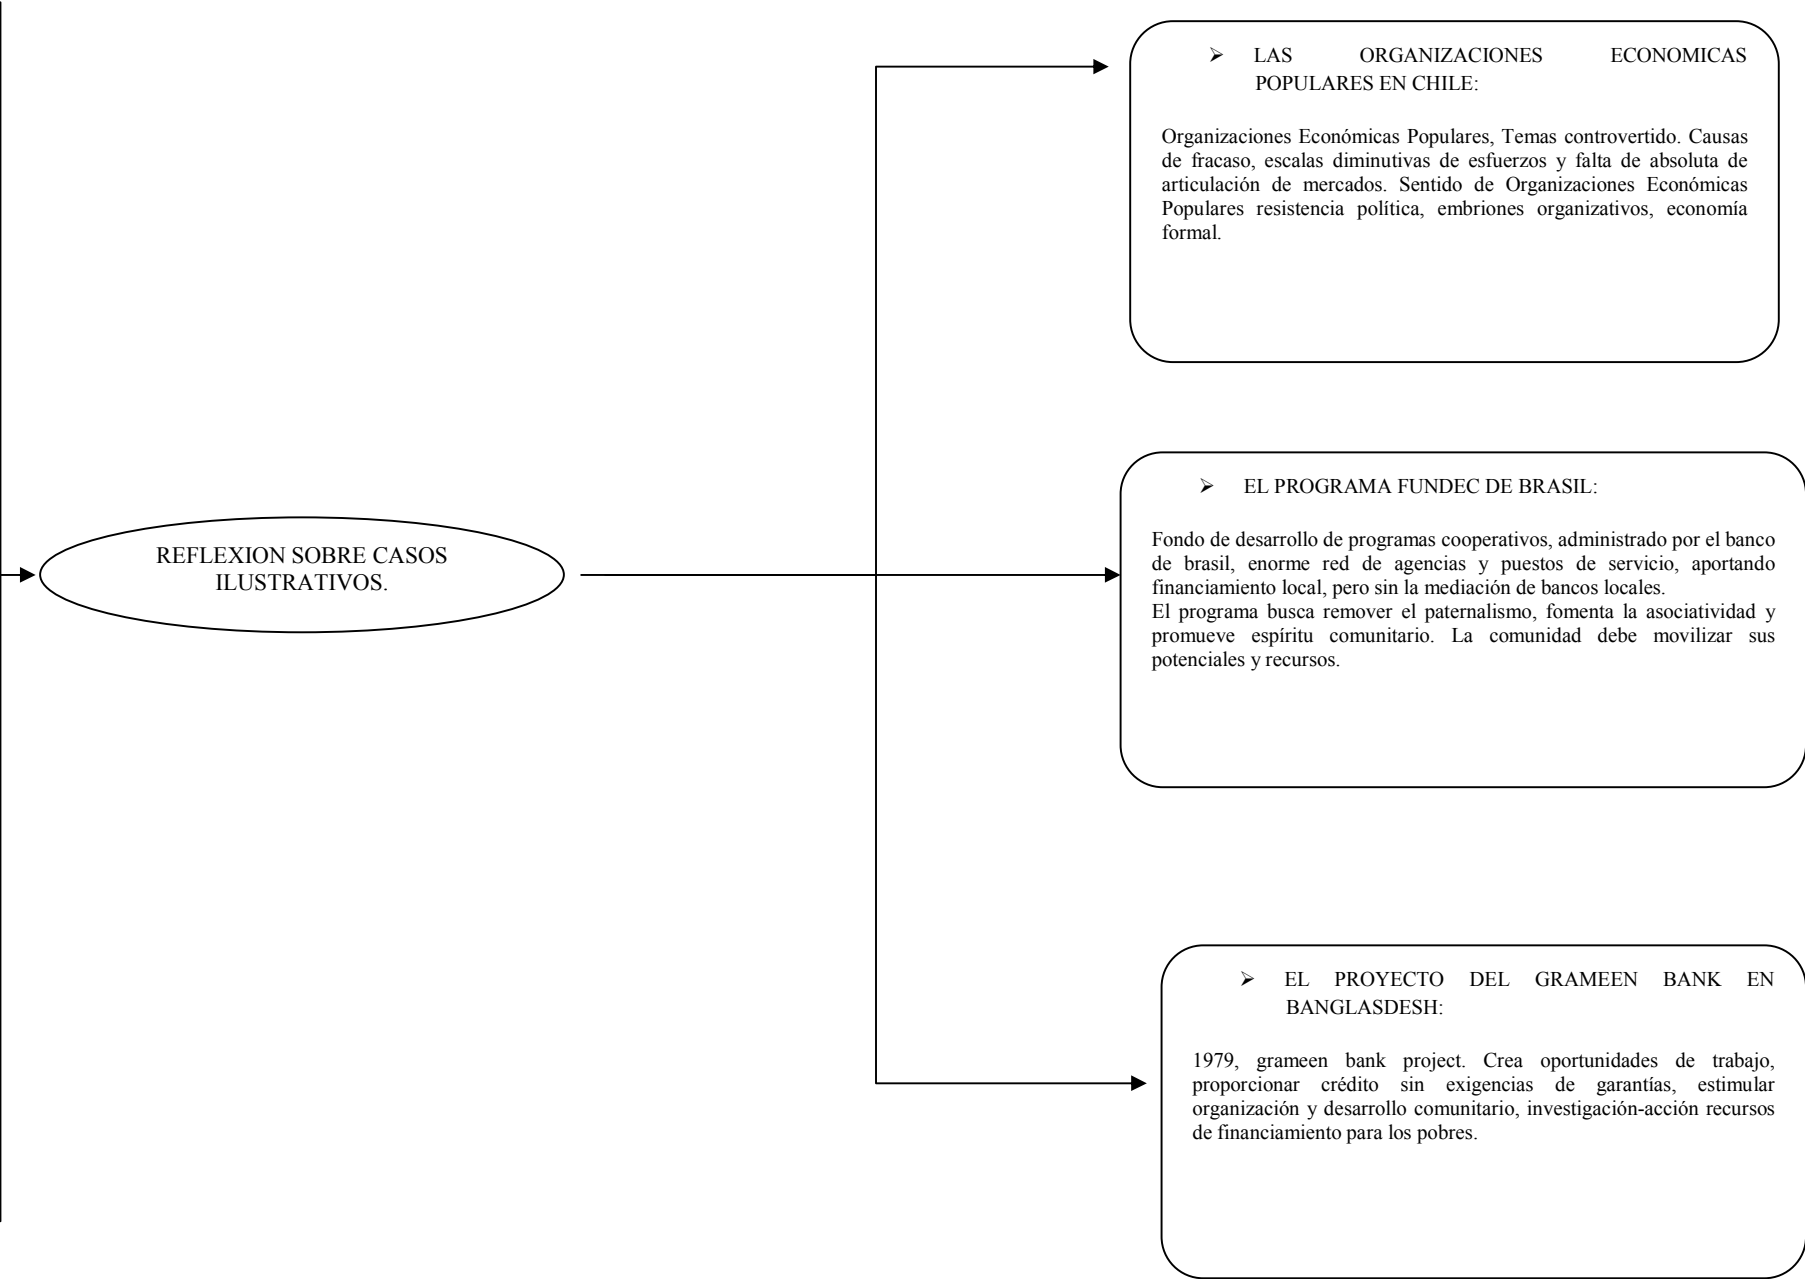 ➢ LAS ORGANIZACIONES ECONOMICAS
POPULARES EN CHILE:
Organizaciones Económicas Populares, Temas controvertido. Causas
de fracaso, escalas diminutivas de esfuerzos y falta de absoluta de
articulación de mercados. Sentido de Organizaciones Económicas
Populares resistencia política, embriones organizativos, economía
formal.
REFLEXION SOBRE CASOS
ILUSTRATIVOS.
➢ EL PROGRAMA FUNDEC DE BRASIL:
Fondo de desarrollo de programas cooperativos, administrado por el banco
de brasil, enorme red de agencias y puestos de servicio, aportando
financiamiento local, pero sin la mediación de bancos locales.
El programa busca remover el paternalismo, fomenta la asociatividad y
promueve espíritu comunitario. La comunidad debe movilizar sus
potenciales y recursos.
➢ EL PROYECTO DEL GRAMEEN BANK EN
BANGLASDESH:
1979, grameen bank project. Crea oportunidades de trabajo,
proporcionar crédito sin exigencias de garantías, estimular
organización y desarrollo comunitario, investigación-acción recursos
de financiamiento para los pobres.